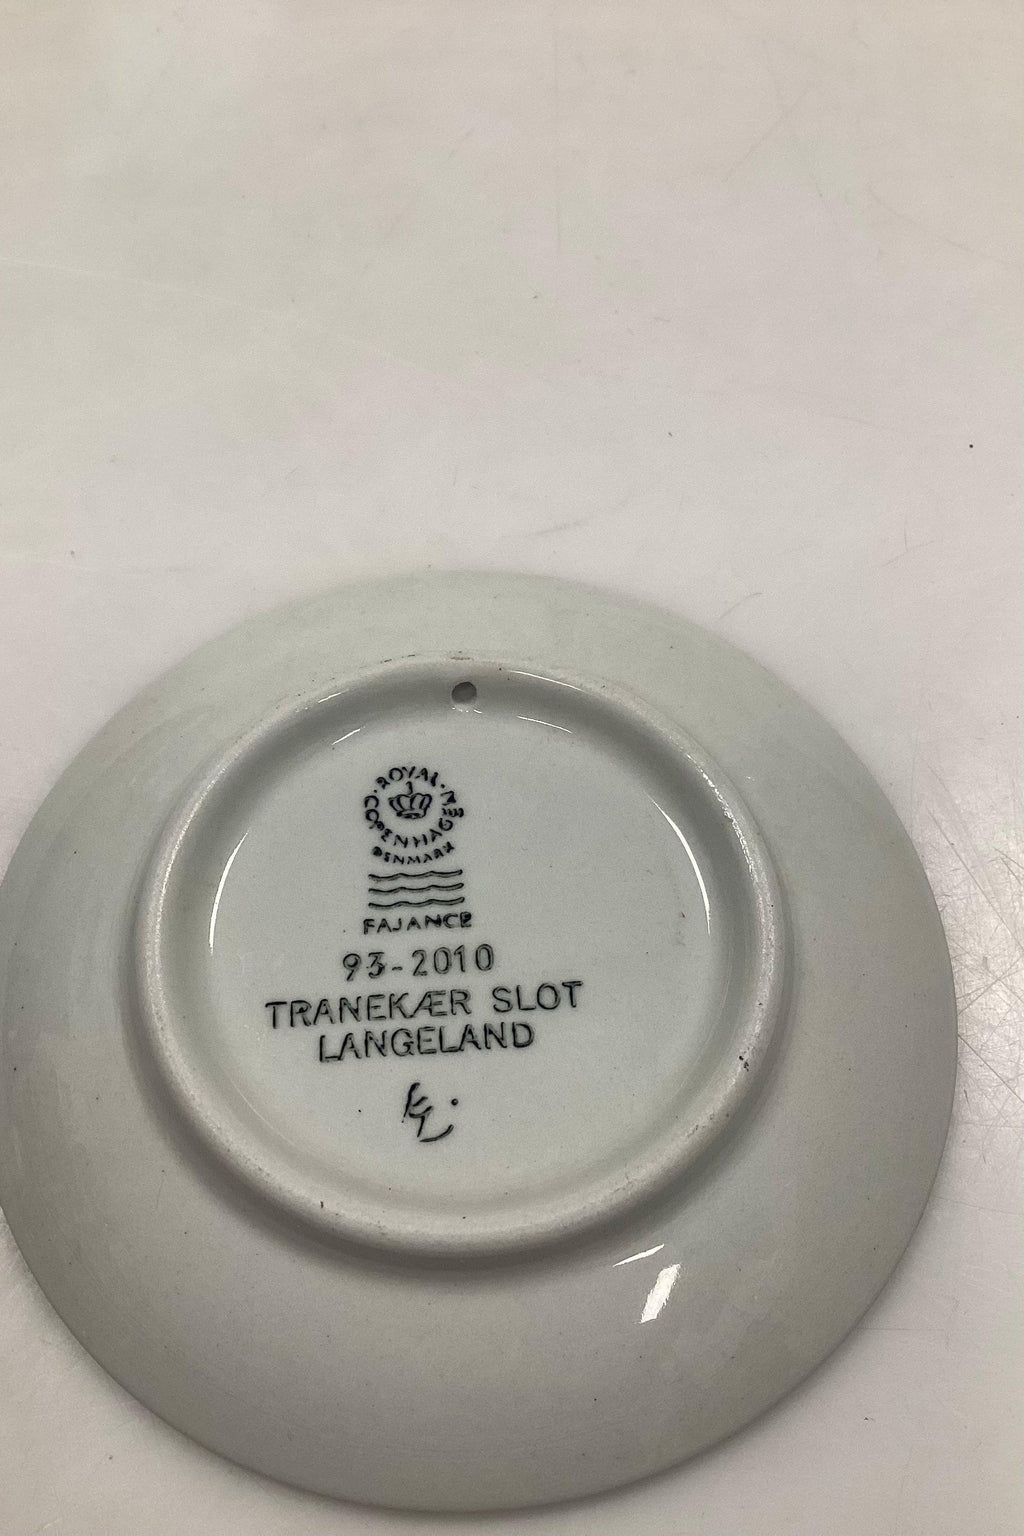 ROYAL COPENHAGEN
DENMARK
FAJANCE
93-2010
TRANEKÆR SLOT
LANGELAND